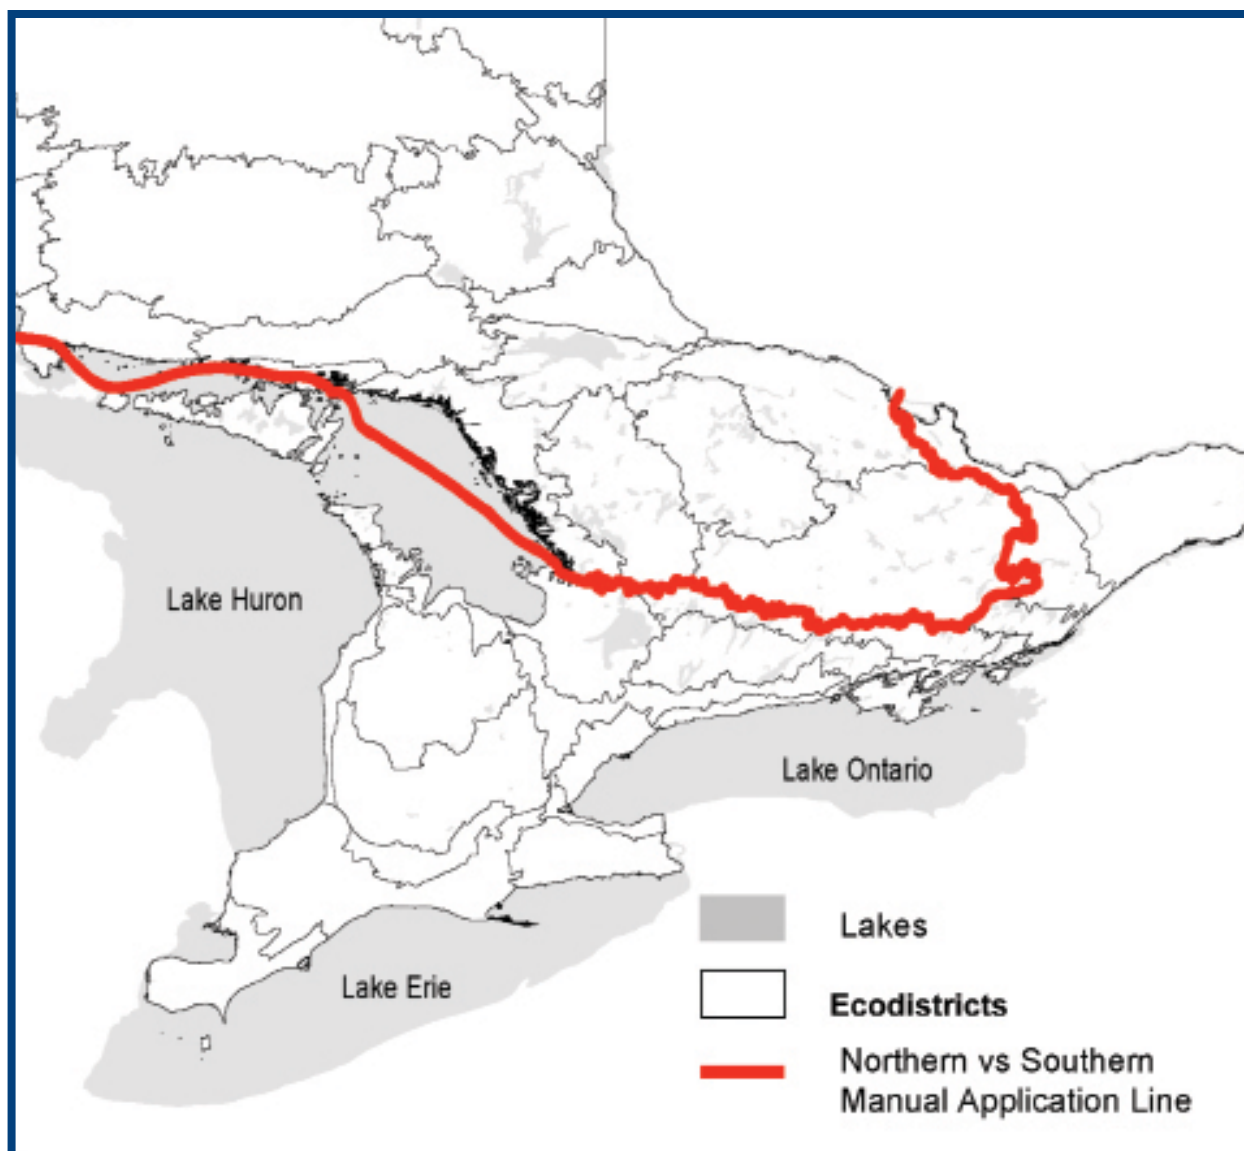 Lake Huron
Lake Ontario
Lake Erie
Lakes
Ecodistricts
Northern vs Southern
Manual Application Line